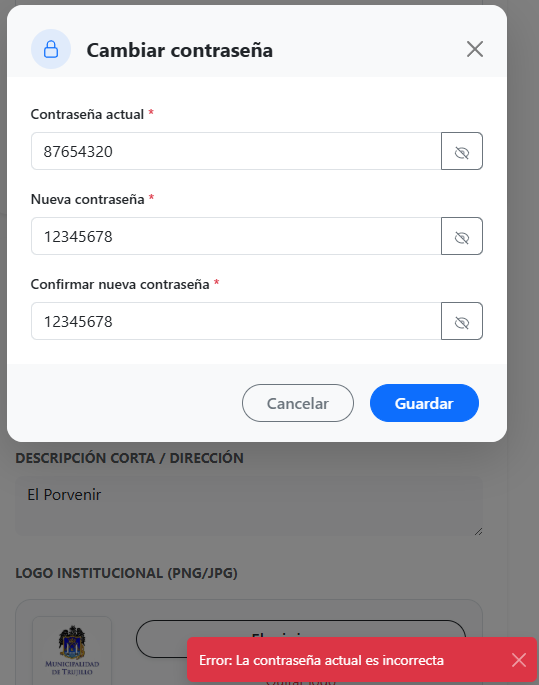 Cambiar contraseña
Contraseña actual *
87654320
Nueva contraseña *
12345678
Confirmar nueva contraseña *
12345678
Cancelar
Guardar
DESCRIPCIÓN CORTA / DIRECCIÓN
El Porvenir
LOGO INSTITUCIONAL (PNG/JPG)
MUNICIPALIDAD
DE TRUJILLO
Error: La contraseña actual es incorrecta